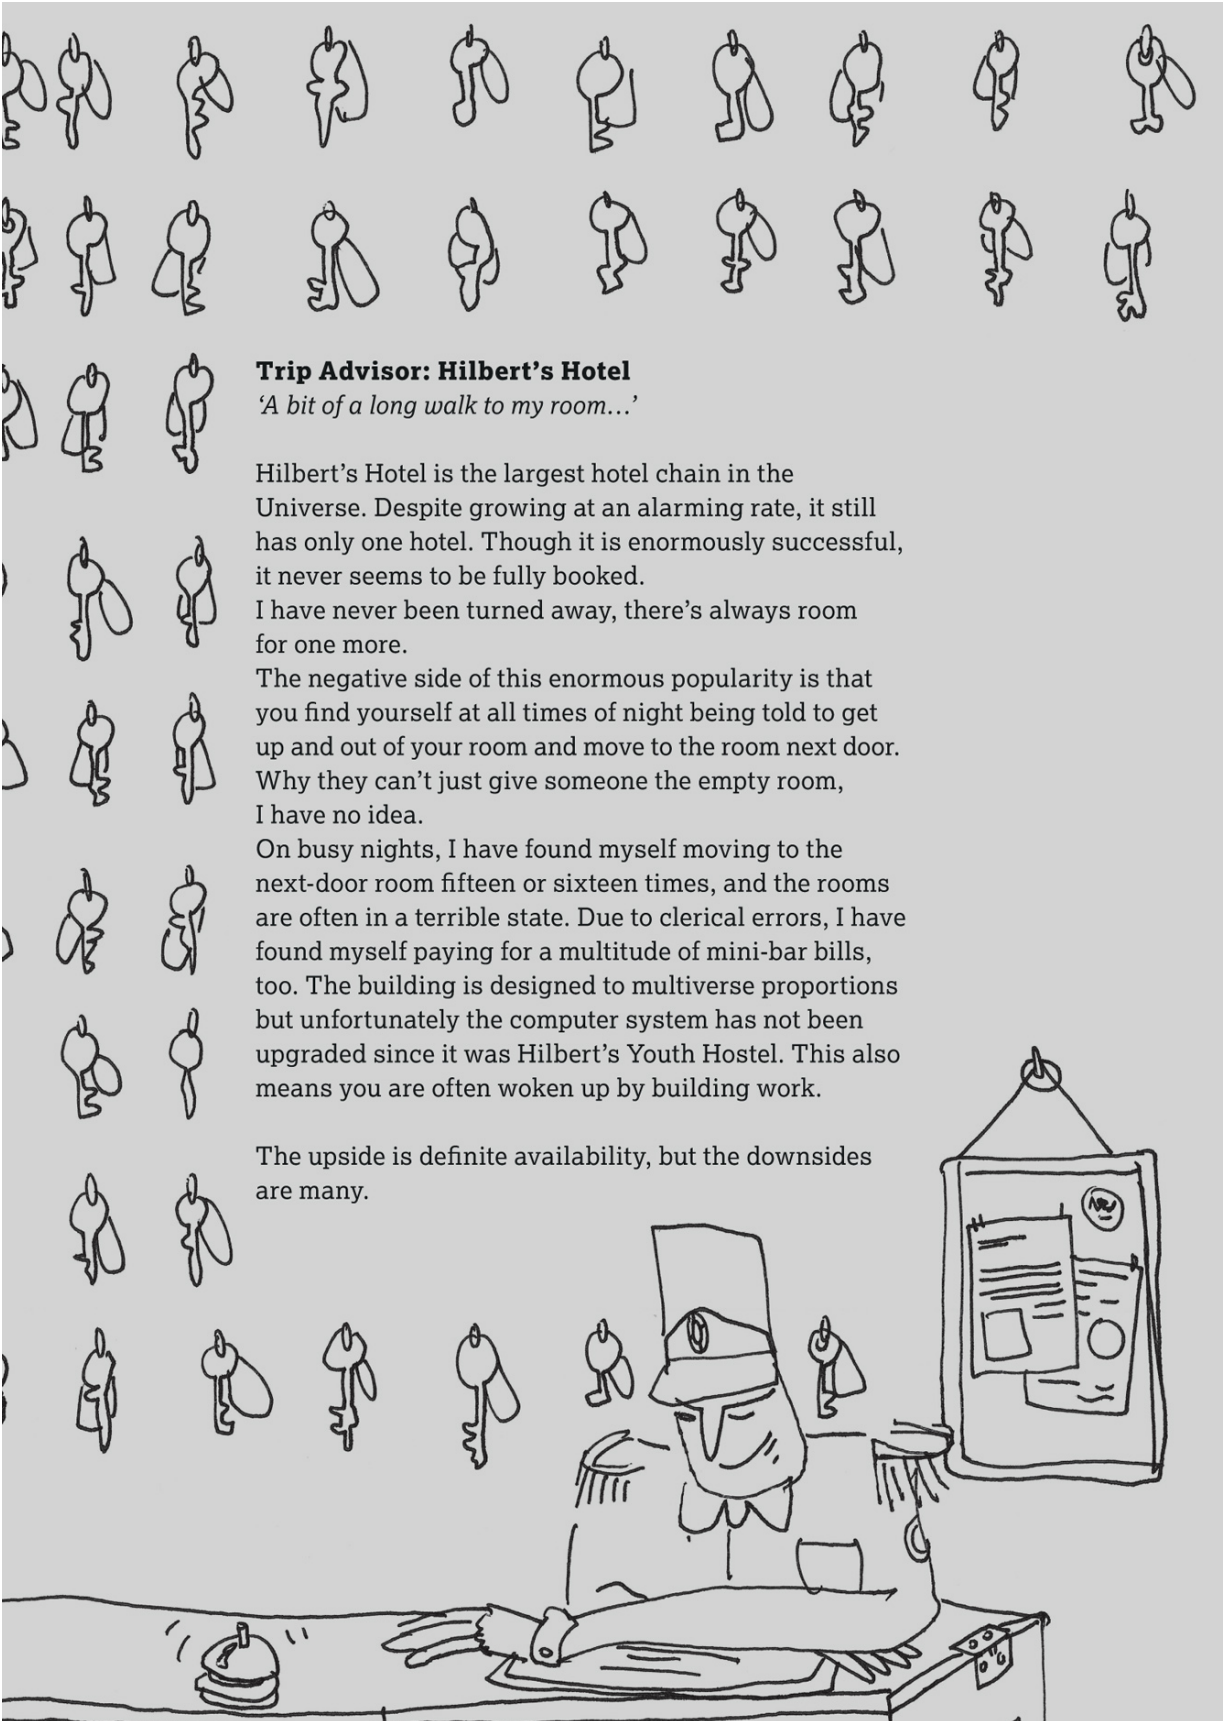 Trip Advisor: Hilbert’s Hotel
‘A bit of a long walk to my room…’
Hilbert’s Hotel is the largest hotel chain in the
Universe. Despite growing at an alarming rate, it still
has only one hotel. Though it is enormously successful,
it never seems to be fully booked.
I have never been turned away, there’s always room
for one more.
The negative side of this enormous popularity is that
you find yourself at all times of night being told to get
up and out of your room and move to the room next door.
Why they can’t just give someone the empty room,
I have no idea.
On busy nights, I have found myself moving to the
next-door room fifteen or sixteen times, and the rooms
are often in a terrible state. Due to clerical errors, I have
found myself paying for a multitude of mini-bar bills,
too. The building is designed to multiverse proportions
but unfortunately the computer system has not been
upgraded since it was Hilbert’s Youth Hostel. This also
means you are often woken up by building work.
The upside is definite availability, but the downsides
are many.